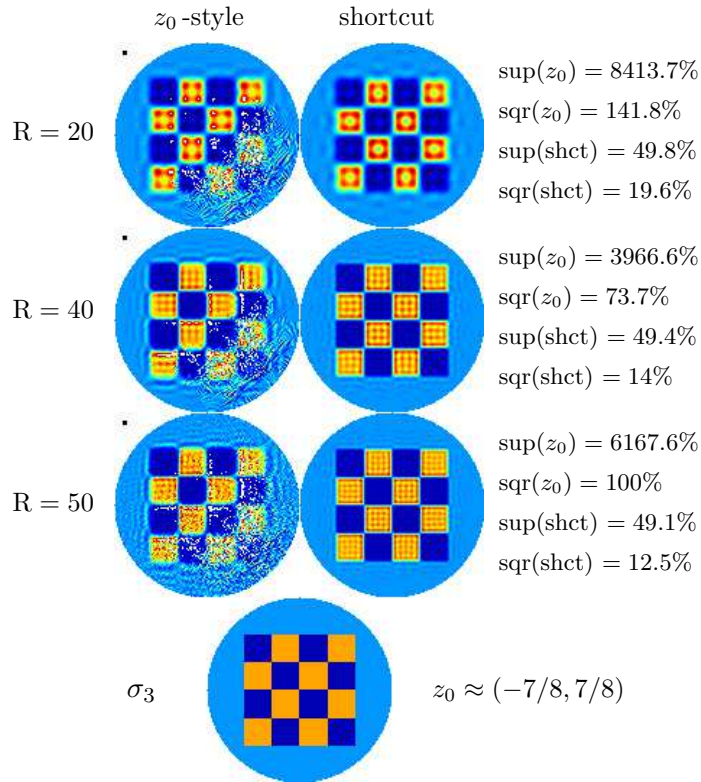 z₀ -style shortcut
R = 20
sup(z₀) = 8413.7%
sqr(z₀) = 141.8%
sup(shct) = 49.8%
sqr(shct) = 19.6%
R = 40
sup(z₀) = 3966.6%
sqr(z₀) = 73.7%
sup(shct) = 49.4%
sqr(shct) = 14%
R = 50
sup(z₀) = 6167.6%
sqr(z₀) = 100%
sup(shct) = 49.1%
sqr(shct) = 12.5%
σ₃ z₀ ≈ (−7/8, 7/8)